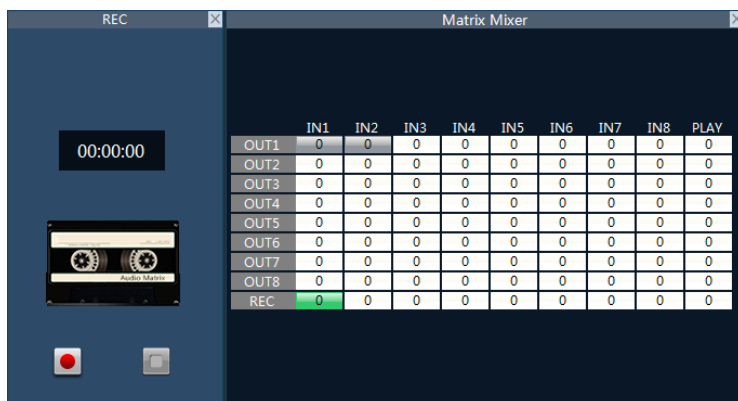 REC
Matrix Mixer
00:00:00
Audio Matrix
IN1 IN2 IN3 IN4 IN5 IN6 IN7 IN8 PLAY
OUT1 0 0 0 0 0 0 0 0 0
OUT2 0 0 0 0 0 0 0 0 0
OUT3 0 0 0 0 0 0 0 0 0
OUT4 0 0 0 0 0 0 0 0 0
OUT5 0 0 0 0 0 0 0 0 0
OUT6 0 0 0 0 0 0 0 0 0
OUT7 0 0 0 0 0 0 0 0 0
OUT8 0 0 0 0 0 0 0 0 0
REC 0 0 0 0 0 0 0 0 0